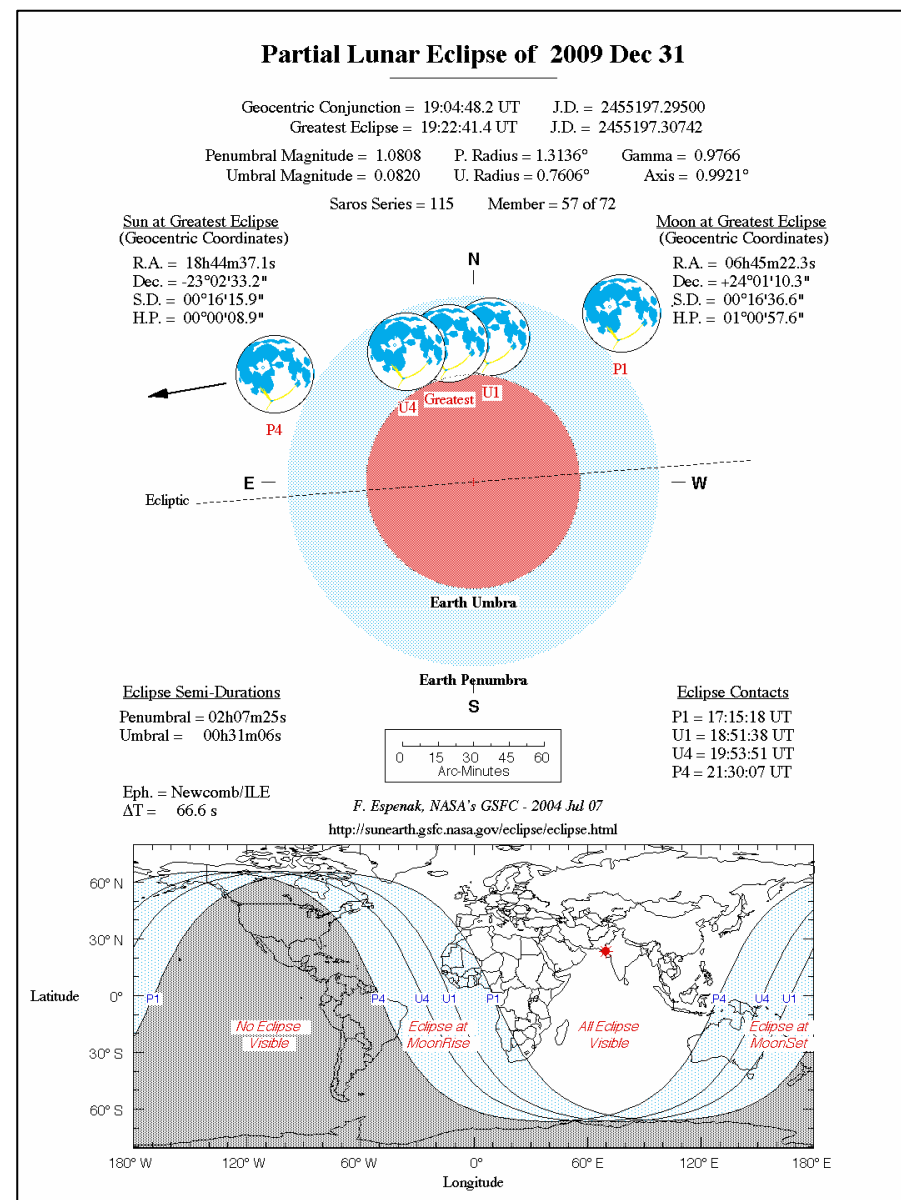 Partial Lunar Eclipse of 2009 Dec 31
Geocentric Conjunction = 19:04:48.2 UT J.D. = 2455197.29500
Greatest Eclipse = 19:22:41.4 UT J.D. = 2455197.30742
Penumbral Magnitude = 1.0808 P. Radius = 1.3136° Gamma = 0.9766
Umbral Magnitude = 0.0820 U. Radius = 0.7606° Axis = 0.9921°
Saros Series = 115 Member = 57 of 72
Sun at Greatest Eclipse
(Geocentric Coordinates)
R.A. = 18h44m37.1s
Dec. = -23°02'33.2"
S.D. = 00°16'15.9"
H.P. = 00°00'08.9"
Moon at Greatest Eclipse
(Geocentric Coordinates)
R.A. = 06h45m22.3s
Dec. = +24°01'10.3"
S.D. = 00°16'36.6"
H.P. = 01°00'57.6"
N
P1
U4 Greatest U1
P4
E
W
Ecliptic
Earth Umbra
Earth Penumbra
S
Eclipse Semi-Durations
Penumbral = 02h07m25s
Umbral = 00h31m06s
Eph. = Newcomb/ILE
ΔT = 66.6 s
0 15 30 45 60
Arc-Minutes
Eclipse Contacts
P1 = 17:15:18 UT
U1 = 18:51:38 UT
U4 = 19:53:51 UT
P4 = 21:30:07 UT
F. Espenak, NASA's GSFC - 2004 Jul 07
http://sunearth.gsfc.nasa.gov/eclipse/eclipse.html
60° N
30° N
Latitude
0°
30° S
60° S
P1 P4 U4 U1 P1 P4 U4 U1
No Eclipse
Visible
Eclipse at
MoonRise
All Eclipse
Visible
Eclipse at
MoonSet
180° W 120° W 60° W 0° 60° E 120° E 180° E
Longitude